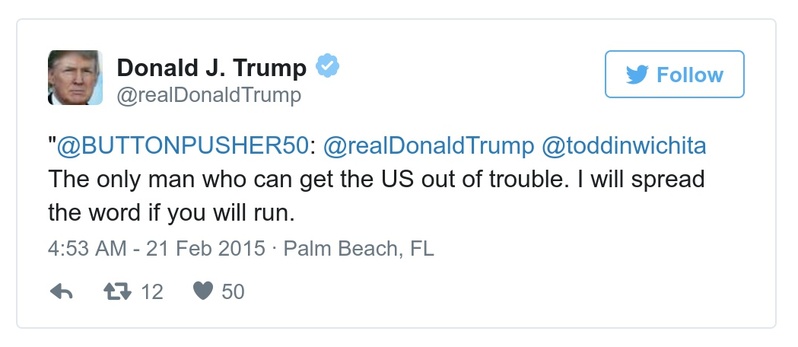 Donald J. Trump
@realDonaldTrump
Follow
"@BUTTONPUSHER50: @realDonaldTrump @toddinwichita
The only man who can get the US out of trouble. I will spread
the word if you will run.
4:53 AM - 21 Feb 2015 · Palm Beach, FL
12 50